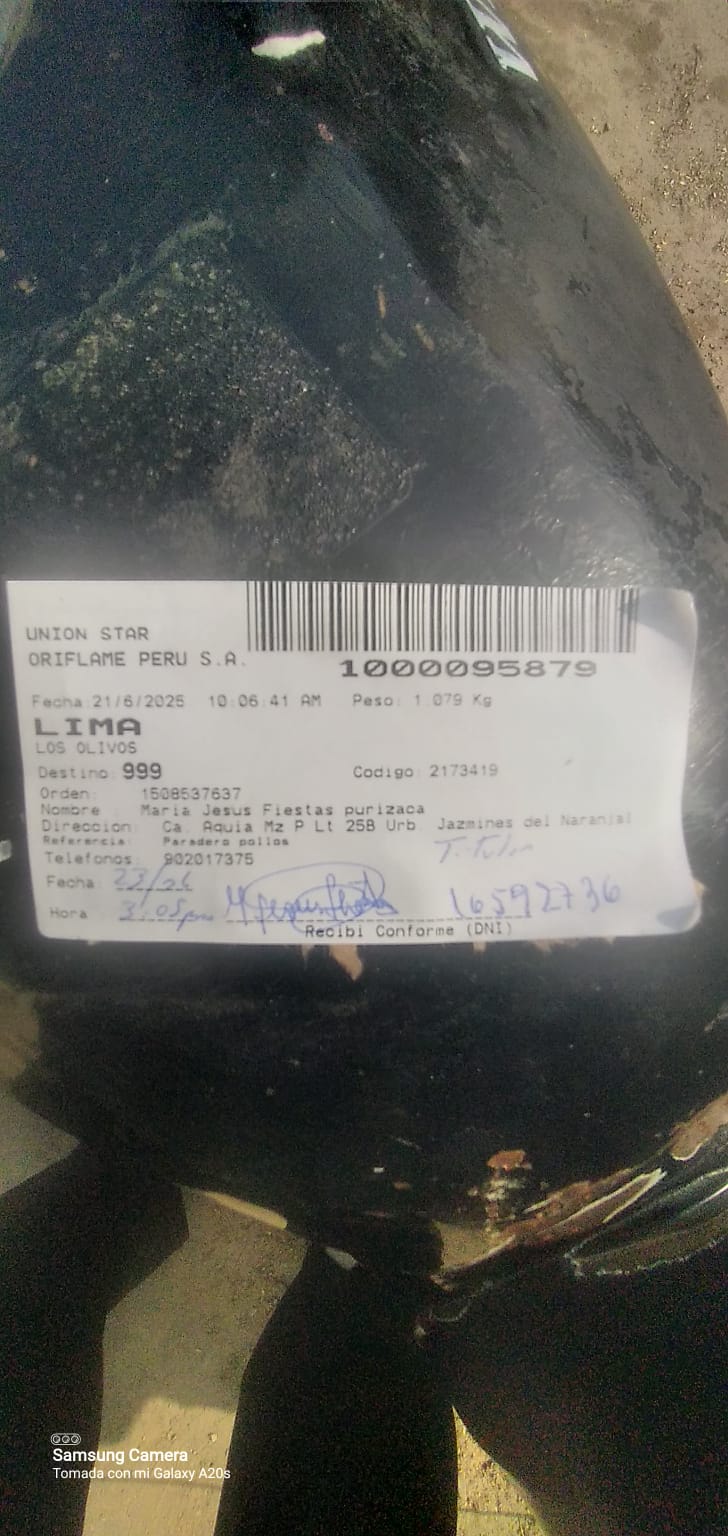 UNION STAR
ORIFLAME PERU S.A.
1000095879
Fecha:21/6/2025 10:06:41 AM Peso: 1.079 Kg
LIMA
LOS OLIVOS
Destino: 999 Codigo: 2173419
Orden: 1508537637
Nombre : Maria Jesus Fiestas purizaca
Direccion: Ca. Aquia Mz P Lt 25B Urb. Jazmines del Naranjal
Referencia: Paradero pollos
Telefonos: 902017375
Fecha:
Hora 3:05pm 16592736
Recibi Conforme (DNI)
Samsung Camera
Tomada con mi Galaxy A20s